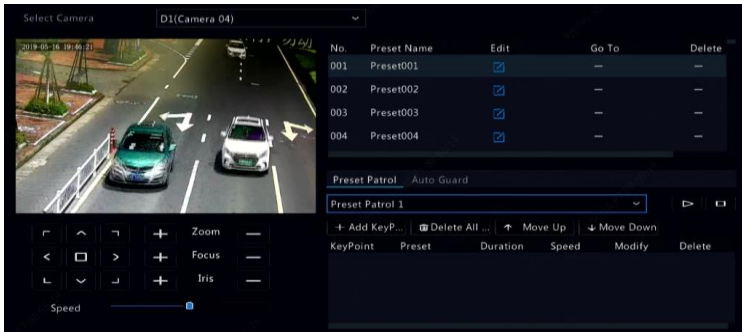 Select Camera D1(Camera 04)
2019-05-16 19:46:21
No. Preset Name Edit Go To Delete
001 Preset001
002 Preset002
003 Preset003
004 Preset004
Preset Patrol Auto Guard
Preset Patrol 1
+ Add KeyP... Delete All ... ↑ Move Up ↓ Move Down
KeyPoint Preset Duration Speed Modify Delete
Zoom
Focus
Iris
Speed